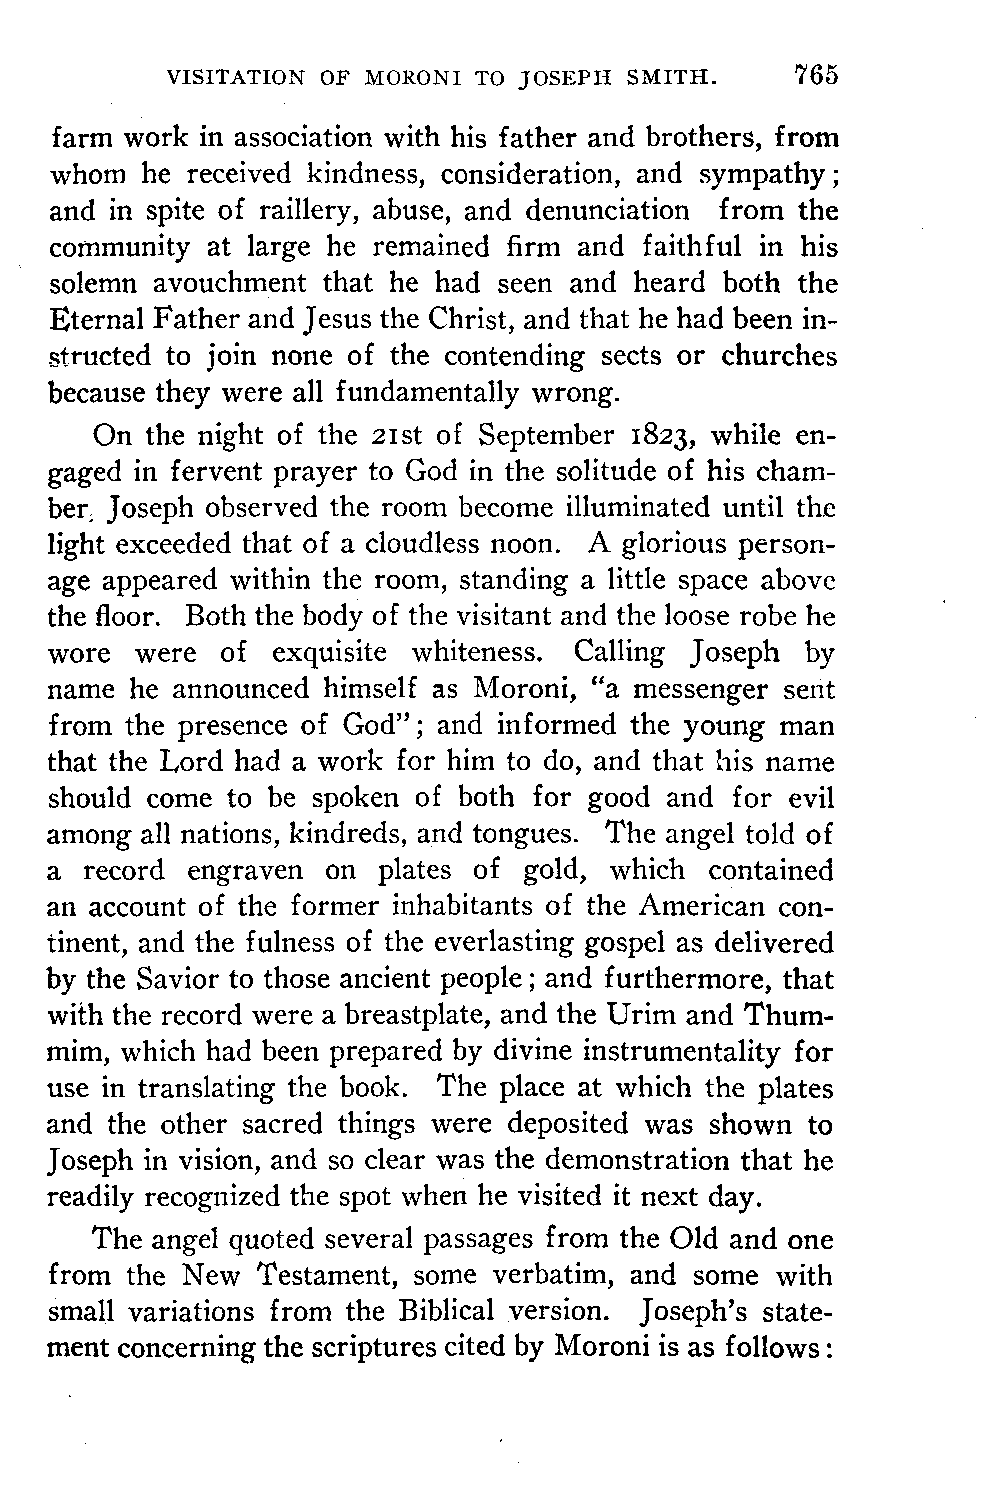 VISITATION OF MORONI TO JOSEPH SMITH. 765
farm work in association with his father and brothers, from
whom he received kindness, consideration, and sympathy;
and in spite of raillery, abuse, and denunciation from the
community at large he remained firm and faithful in his
solemn avouchment that he had seen and heard both the
Eternal Father and Jesus the Christ, and that he had been in-
structed to join none of the contending sects or churches
because they were all fundamentally wrong.
On the night of the 21st of September 1823, while en-
gaged in fervent prayer to God in the solitude of his cham-
ber, Joseph observed the room become illuminated until the
light exceeded that of a cloudless noon. A glorious person-
age appeared within the room, standing a little space above
the floor. Both the body of the visitant and the loose robe he
wore were of exquisite whiteness. Calling Joseph by
name he announced himself as Moroni, “a messenger sent
from the presence of God”; and informed the young man
that the Lord had a work for him to do, and that his name
should come to be spoken of both for good and for evil
among all nations, kindreds, and tongues. The angel told of
a record engraven on plates of gold, which contained
an account of the former inhabitants of the American con-
tinent, and the fulness of the everlasting gospel as delivered
by the Savior to those ancient people; and furthermore, that
with the record were a breastplate, and the Urim and Thum-
mim, which had been prepared by divine instrumentality for
use in translating the book. The place at which the plates
and the other sacred things were deposited was shown to
Joseph in vision, and so clear was the demonstration that he
readily recognized the spot when he visited it next day.
The angel quoted several passages from the Old and one
from the New Testament, some verbatim, and some with
small variations from the Biblical version. Joseph’s state-
ment concerning the scriptures cited by Moroni is as follows: